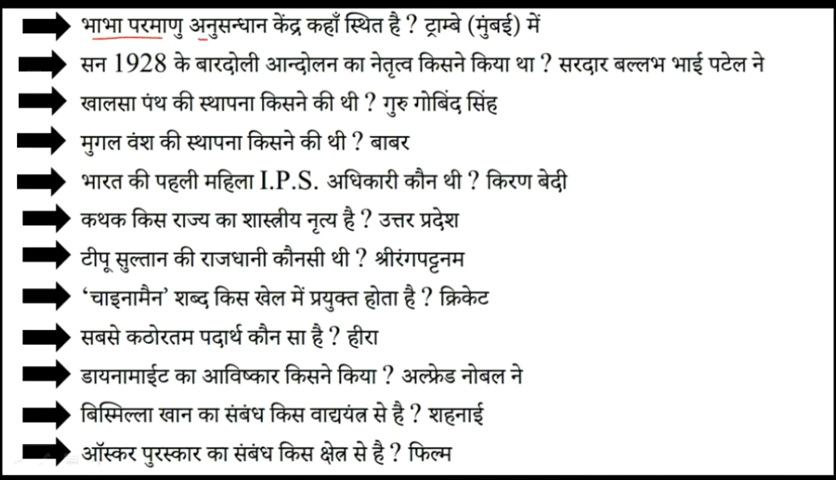 भाभा परमाणु अनुसन्धान केंद्र कहाँ स्थित है ? ट्राम्बे (मुंबई) में
सन 1928 के बारदोली आन्दोलन का नेतृत्व किसने किया था ? सरदार बल्लभ भाई पटेल ने
खालसा पंथ की स्थापना किसने की थी ? गुरु गोबिंद सिंह
मुगल वंश की स्थापना किसने की थी ? बाबर
भारत की पहली महिला I.P.S. अधिकारी कौन थी ? किरण बेदी
कथक किस राज्य का शास्त्रीय नृत्य है ? उत्तर प्रदेश
टीपू सुल्तान की राजधानी कौनसी थी ? श्रीरंगपट्टनम
‘चाइनामैन’ शब्द किस खेल में प्रयुक्त होता है ? क्रिकेट
सबसे कठोरतम पदार्थ कौन सा है ? हीरा
डायनामाईट का आविष्कार किसने किया ? अल्फ्रेड नोबल ने
बिस्मिल्ला खान का संबंध किस वाद्ययंत्र से है ? शहनाई
ऑस्कर पुरस्कार का संबंध किस क्षेत्र से है ? फिल्म